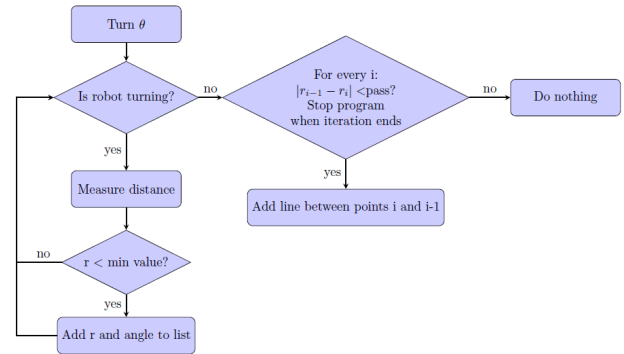 Turn θ
Is robot turning?
no
For every i:
|r_{i−1} − r_i| <pass?
Stop program
when iteration ends
no
Do nothing
yes
yes
Measure distance
Add line between points i and i-1
no
r < min value?
yes
Add r and angle to list